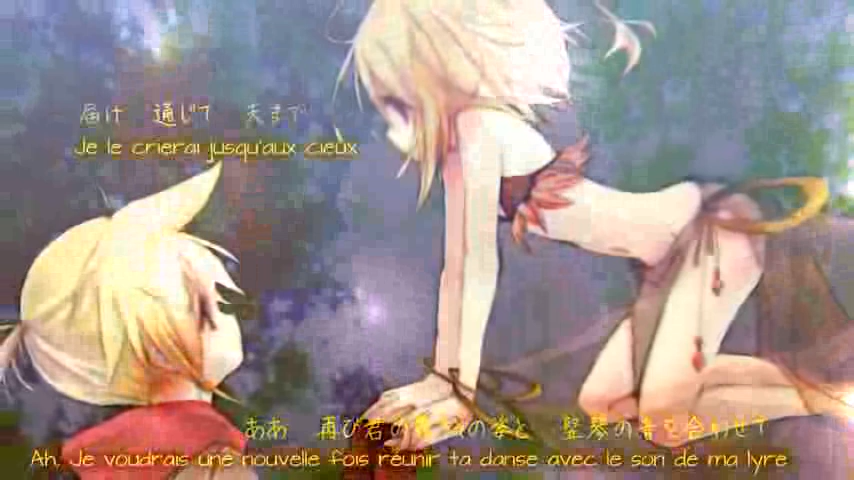 届け 通じて 天まで
Je le crierai jusqu'aux cieux
ああ 再び君の の姿と 竪琴の音を合わせて
Ah, Je voudrais une nouvelle fois réunir ta danse avec le son de ma lyre